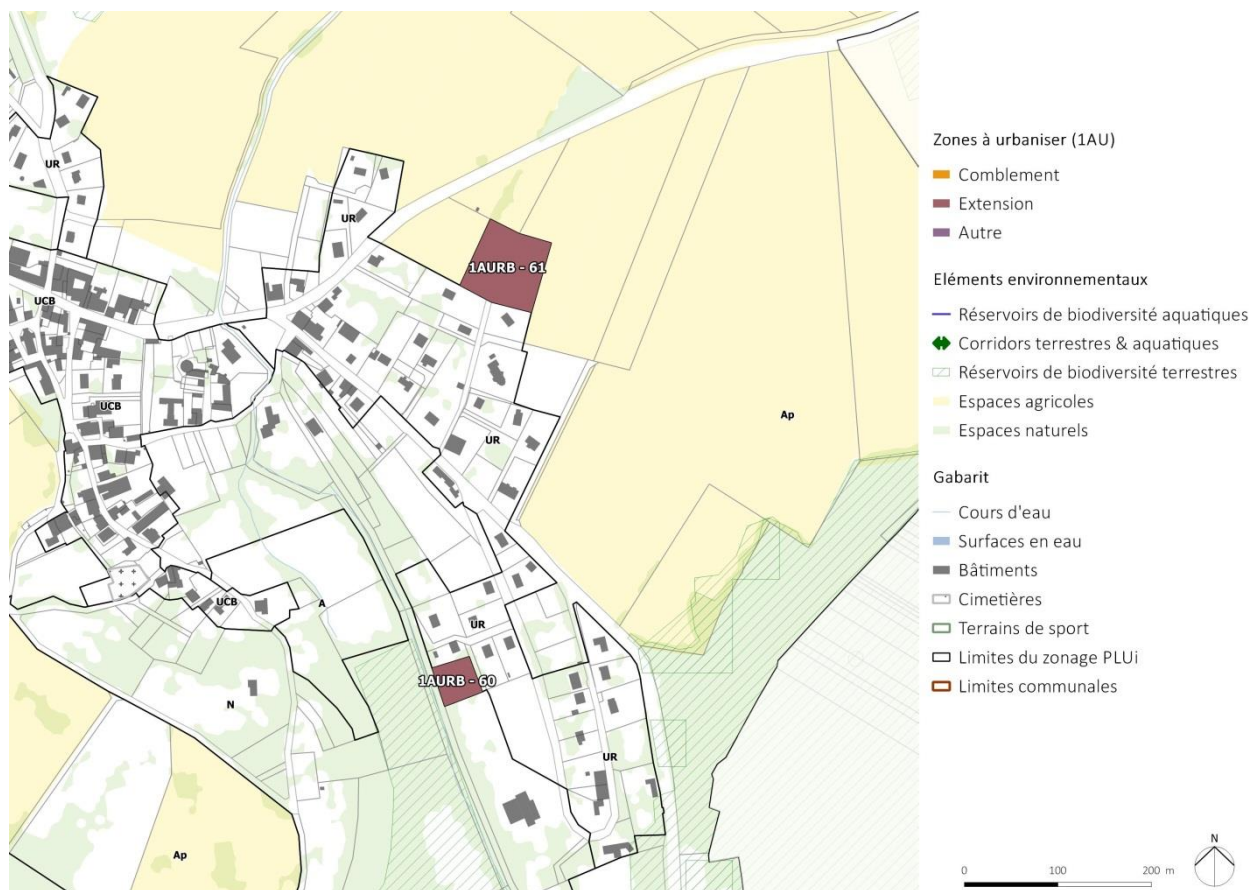 UR
UR
1AURB - 61
UCB
UCB
Ap
UR
UCB
A
UR
1AURB - 60
N
UR
Ap
Zones à urbaniser (1AU)
Comblement
Extension
Autre
Eléments environnementaux
Réservoirs de biodiversité aquatiques
Corridors terrestres & aquatiques
Réservoirs de biodiversité terrestres
Espaces agricoles
Espaces naturels
Gabarit
Cours d'eau
Surfaces en eau
Bâtiments
Cimetières
Terrains de sport
Limites du zonage PLUi
Limites communales
N
0 100 200 m